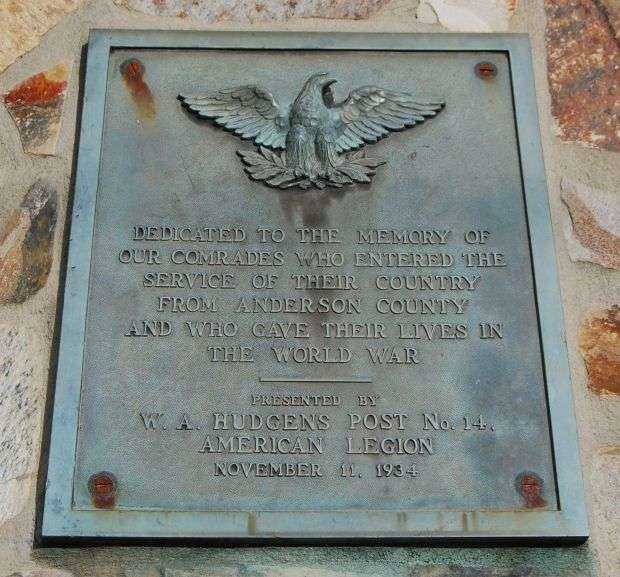 DEDICATED TO THE MEMORY OF
OUR COMRADES WHO ENTERED THE
SERVICE OF THEIR COUNTRY
FROM ANDERSON COUNTY
AND WHO GAVE THEIR LIVES IN
THE WORLD WAR
PRESENTED BY
W. A. HUDGENS POST No. 14,
AMERICAN LEGION
NOVEMBER 11, 1934